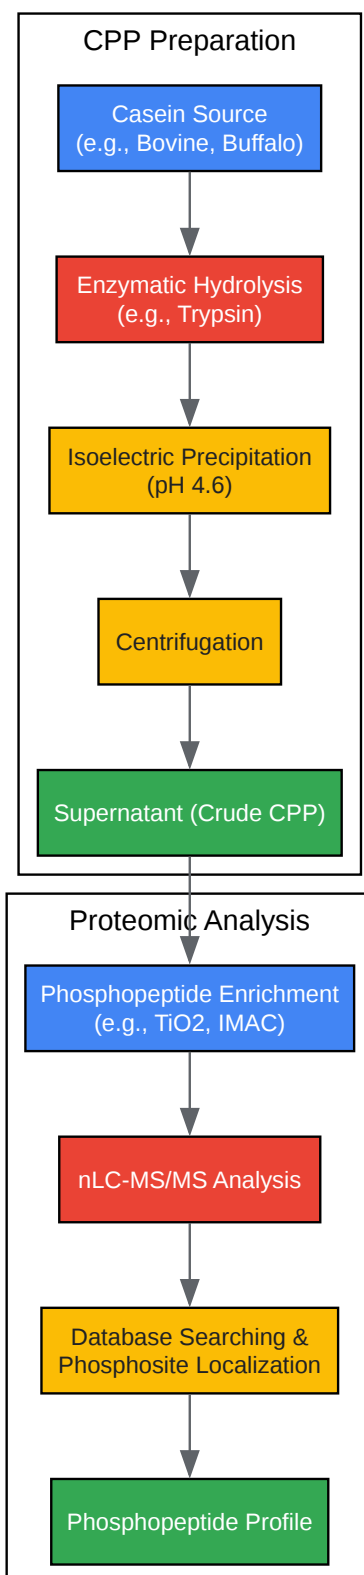 CPP Preparation
Casein Source
(e.g., Bovine, Buffalo)
Enzymatic Hydrolysis
(e.g., Trypsin)
Isoelectric Precipitation
(pH 4.6)
Centrifugation
Supernatant (Crude CPP)
Proteomic Analysis
Phosphopeptide Enrichment
(e.g., TiO2, IMAC)
nLC-MS/MS Analysis
Database Searching &
Phosphosite Localization
Phosphopeptide Profile